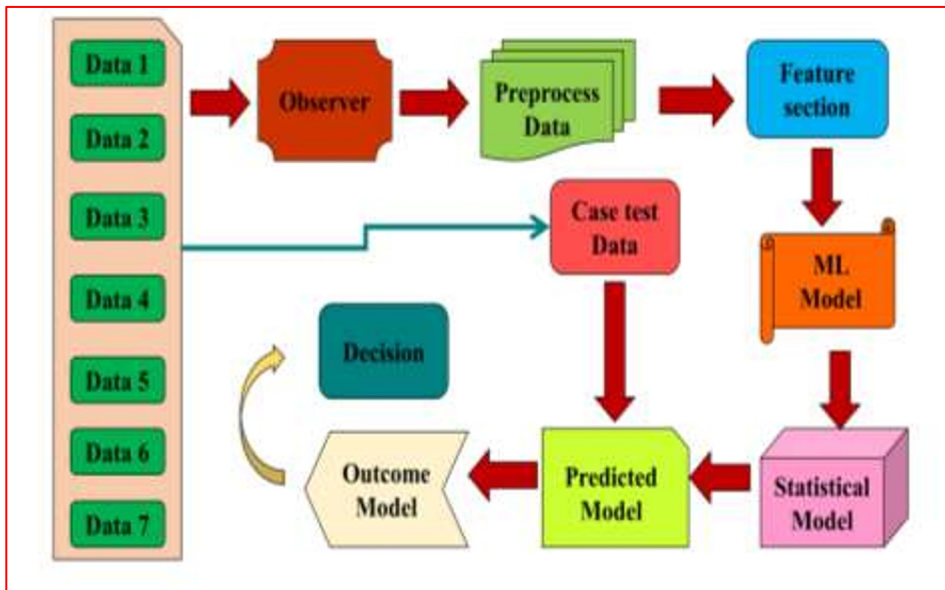 Data 1
Data 2
Data 3
Data 4
Data 5
Data 6
Data 7
Observer
Preprocess
Data
Feature
section
Case test
Data
ML
Model
Decision
Outcome
Model
Predicted
Model
Statistical
Model